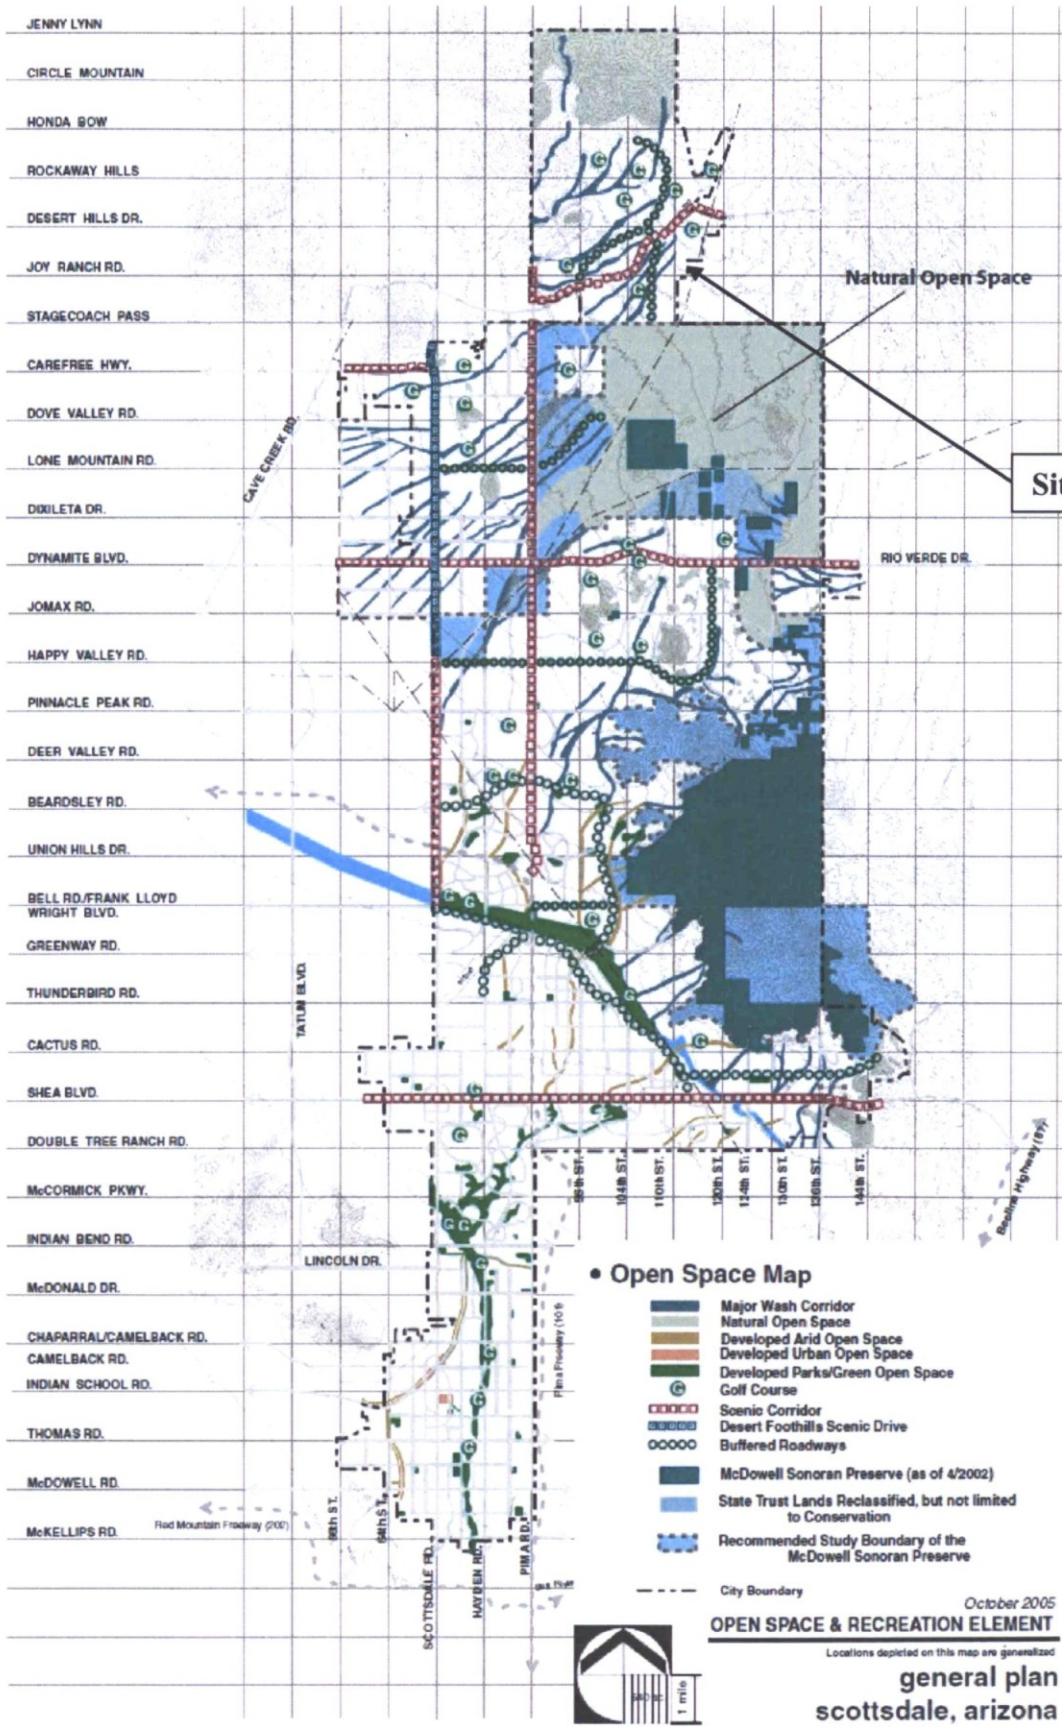 JENNY LYNN
CIRCLE MOUNTAIN
HONDA BOW
ROCKAWAY HILLS
DESERT HILLS DR.
JOY RANCH RD.
Natural Open Space
STAGECOACH PASS
CAREFREE HWY.
DOVE VALLEY RD.
CAVE CREEK RD.
LONE MOUNTAIN RD.
Sit
DIXILETA DR.
DYNAMITE BLVD.
RIO VERDE DR.
JOMAX RD.
HAPPY VALLEY RD.
PINNACLE PEAK RD.
DEER VALLEY RD.
BEARDSLEY RD.
UNION HILLS DR.
BELL RD./FRANK LLOYD
WRIGHT BLVD.
GREENWAY RD.
THUNDERBIRD RD.
TATUM BLVD.
CACTUS RD.
SHEA BLVD.
DOUBLE TREE RANCH RD.
McCORMICK PKWY.
104th ST.
110th ST.
120th ST.
124th ST.
130th ST.
136th ST.
144th ST.
Beeline Highway (87)
INDIAN BEND RD.
LINCOLN DR.
McDONALD DR.
CHAPARRAL/CAMELBACK RD.
CAMELBACK RD.
INDIAN SCHOOL RD.
THOMAS RD.
McDOWELL RD.
McKELLIPS RD.
Pima Freeway (101)
Red Mountain Freeway (202)
64th ST.
SCOTTSDALE RD.
HAYDEN RD.
PIMA RD.
• Open Space Map
Major Wash Corridor
Natural Open Space
Developed Arid Open Space
Developed Urban Open Space
Developed Parks/Green Open Space
G Golf Course
Scenic Corridor
Desert Foothills Scenic Drive
Buffered Roadways
McDowell Sonoran Preserve (as of 4/2002)
State Trust Lands Reclassified, but not limited
to Conservation
Recommended Study Boundary of the
McDowell Sonoran Preserve
City Boundary
October 2005
OPEN SPACE & RECREATION ELEMENT
Locations depicted on this map are generalized
general plan
scottsdale, arizona
1 mile